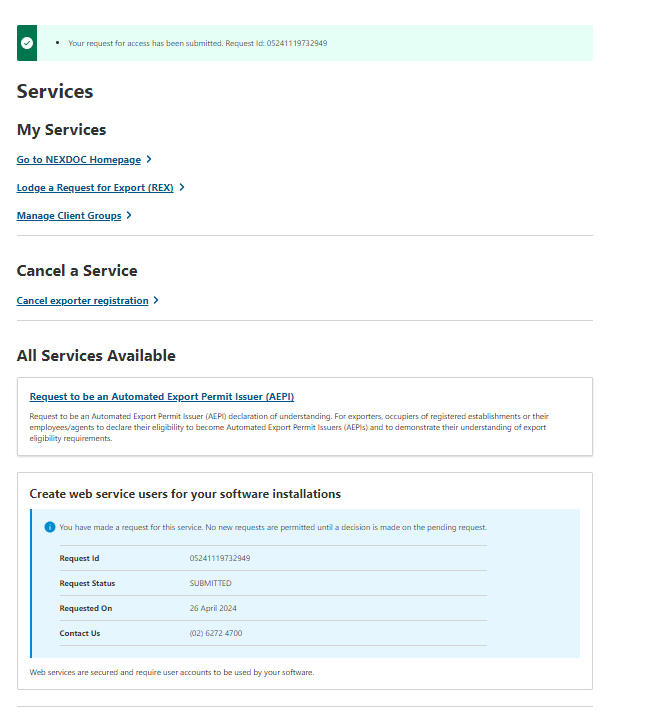 Your request for access has been submitted. Request Id: 05241119732949
Services
My Services
Go to NEXDOC Homepage
Lodge a Request for Export (REX)
Manage Client Groups
Cancel a Service
Cancel exporter registration
All Services Available
Request to be an Automated Export Permit Issuer (AEPI)
Request to be an Automated Export Permit Issuer (AEPI) declaration of understanding. For exporters, occupiers of registered establishments or their
employees/agents to declare their eligibility to become Automated Export Permit Issuers (AEPIs) and to demonstrate their understanding of export
eligibility requirements.
Create web service users for your software installations
You have made a request for this service. No new requests are permitted until a decision is made on the pending request.
Request Id 05241119732949
Request Status SUBMITTED
Requested On 26 April 2024
Contact Us (02) 6272 4700
Web services are secured and require user accounts to be used by your software.